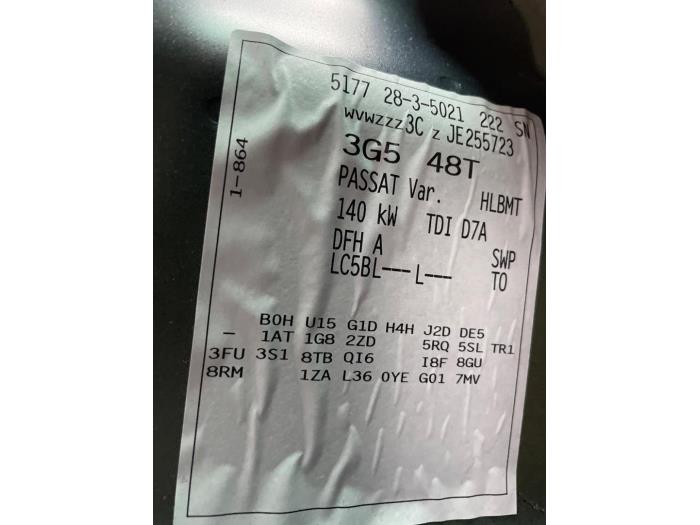 5177 28-3-5021 222 SN
WVWZZZ3C Z JE255723
3G5 48T
PASSAT Var. HLBMT
140 kW TDI D7A
DFH A SWP
LC5BL---L--- TO
1-864
B0H U15 G1D H4H J2D DE5
- 1AT 1G8 2ZD 5RQ 5SL TR1
3FU 3S1 8TB QI6 I8F 8GU
8RM 1ZA L36 0YE G01 7MV